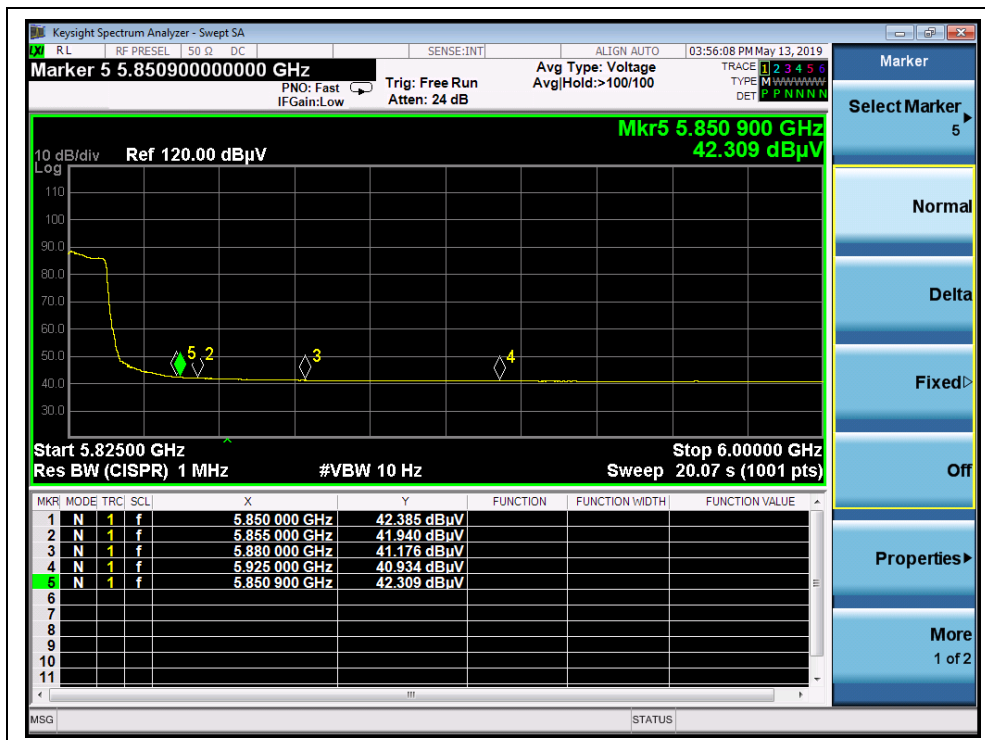 Keysight Spectrum Analyzer - Swept SA
LXI RL RF PRESEL 50 Ω DC SENSE:INT ALIGN AUTO 03:56:08 PM May 13, 2019
Marker 5 5.850900000000 GHz
PNO: Fast
IFGain:Low
Trig: Free Run
Atten: 24 dB
Avg Type: Voltage
Avg|Hold:>100/100
TRACE 1 2 3 4 5 6
TYPE M WWWWW
DET P P N N N N
Mkr5 5.850 900 GHz
42.309 dBµV
10 dB/div Ref 120.00 dBµV
Log
110
100
90.0
80.0
70.0
60.0
50.0
40.0
30.0
5 2 3 4
Start 5.82500 GHz Stop 6.00000 GHz
Res BW (CISPR) 1 MHz #VBW 10 Hz Sweep 20.07 s (1001 pts)
MKR MODE TRC SCL X Y FUNCTION FUNCTION WIDTH FUNCTION VALUE
1 N 1 f 5.850 000 GHz 42.385 dBµV
2 N 1 f 5.855 000 GHz 41.940 dBµV
3 N 1 f 5.880 000 GHz 41.176 dBµV
4 N 1 f 5.925 000 GHz 40.934 dBµV
5 N 1 f 5.850 900 GHz 42.309 dBµV
6
7
8
9
10
11
MSG STATUS
Marker
Select Marker
5
Normal
Delta
Fixed
Off
Properties
More
1 of 2